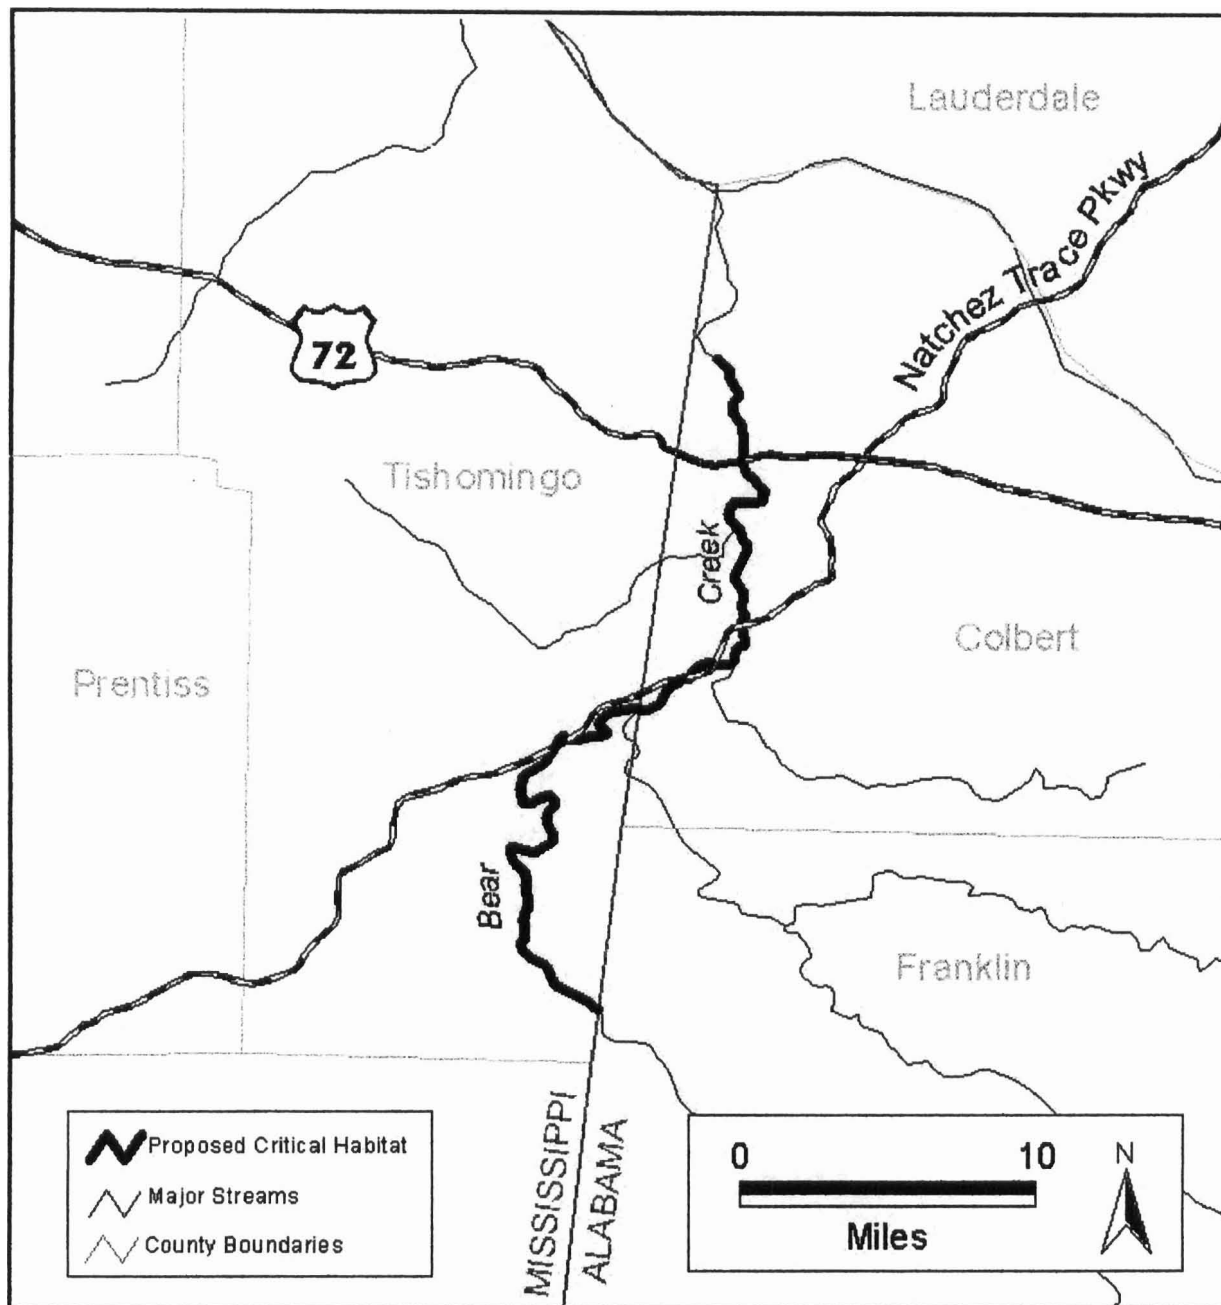 Lauderdale
Natchez Trace Pkwy
72
Tishomingo
Creek
Colbert
Prentiss
Bear
Franklin
MISSISSIPPI
ALABAMA
Proposed Critical Habitat
Major Streams
County Boundaries
0 10
Miles
N